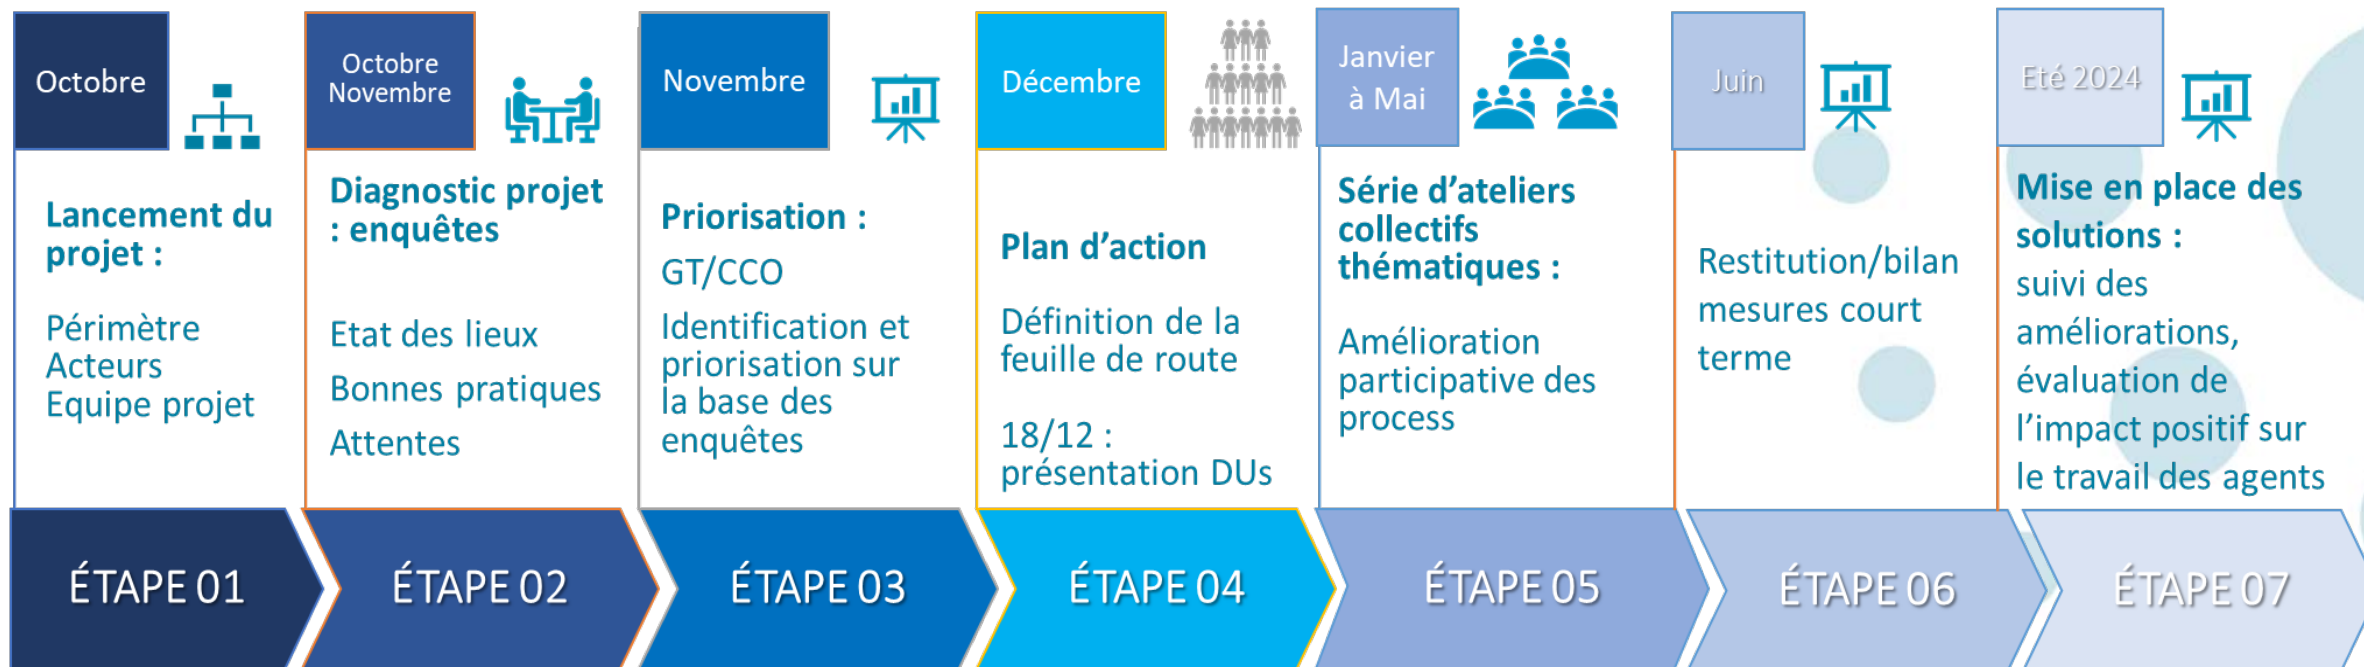 Octobre
Lancement du
projet :
Périmètre
Acteurs
Equipe projet
ÉTAPE 01
Octobre
Novembre
Diagnostic projet
: enquêtes
Etat des lieux
Bonnes pratiques
Attentes
ÉTAPE 02
Novembre
Priorisation :
GT/CCO
Identification et
priorisation sur
la base des
enquêtes
ÉTAPE 03
Décembre
Plan d’action
Définition de la
feuille de route
18/12 :
présentation DUs
ÉTAPE 04
Janvier
à Mai
Série d’ateliers
collectifs
thématiques :
Amélioration
participative des
process
ÉTAPE 05
Juin
Restitution/bilan
mesures court
terme
ÉTAPE 06
Eté 2024
Mise en place des
solutions :
suivi des
améliorations,
évaluation de
l’impact positif sur
le travail des agents
ÉTAPE 07